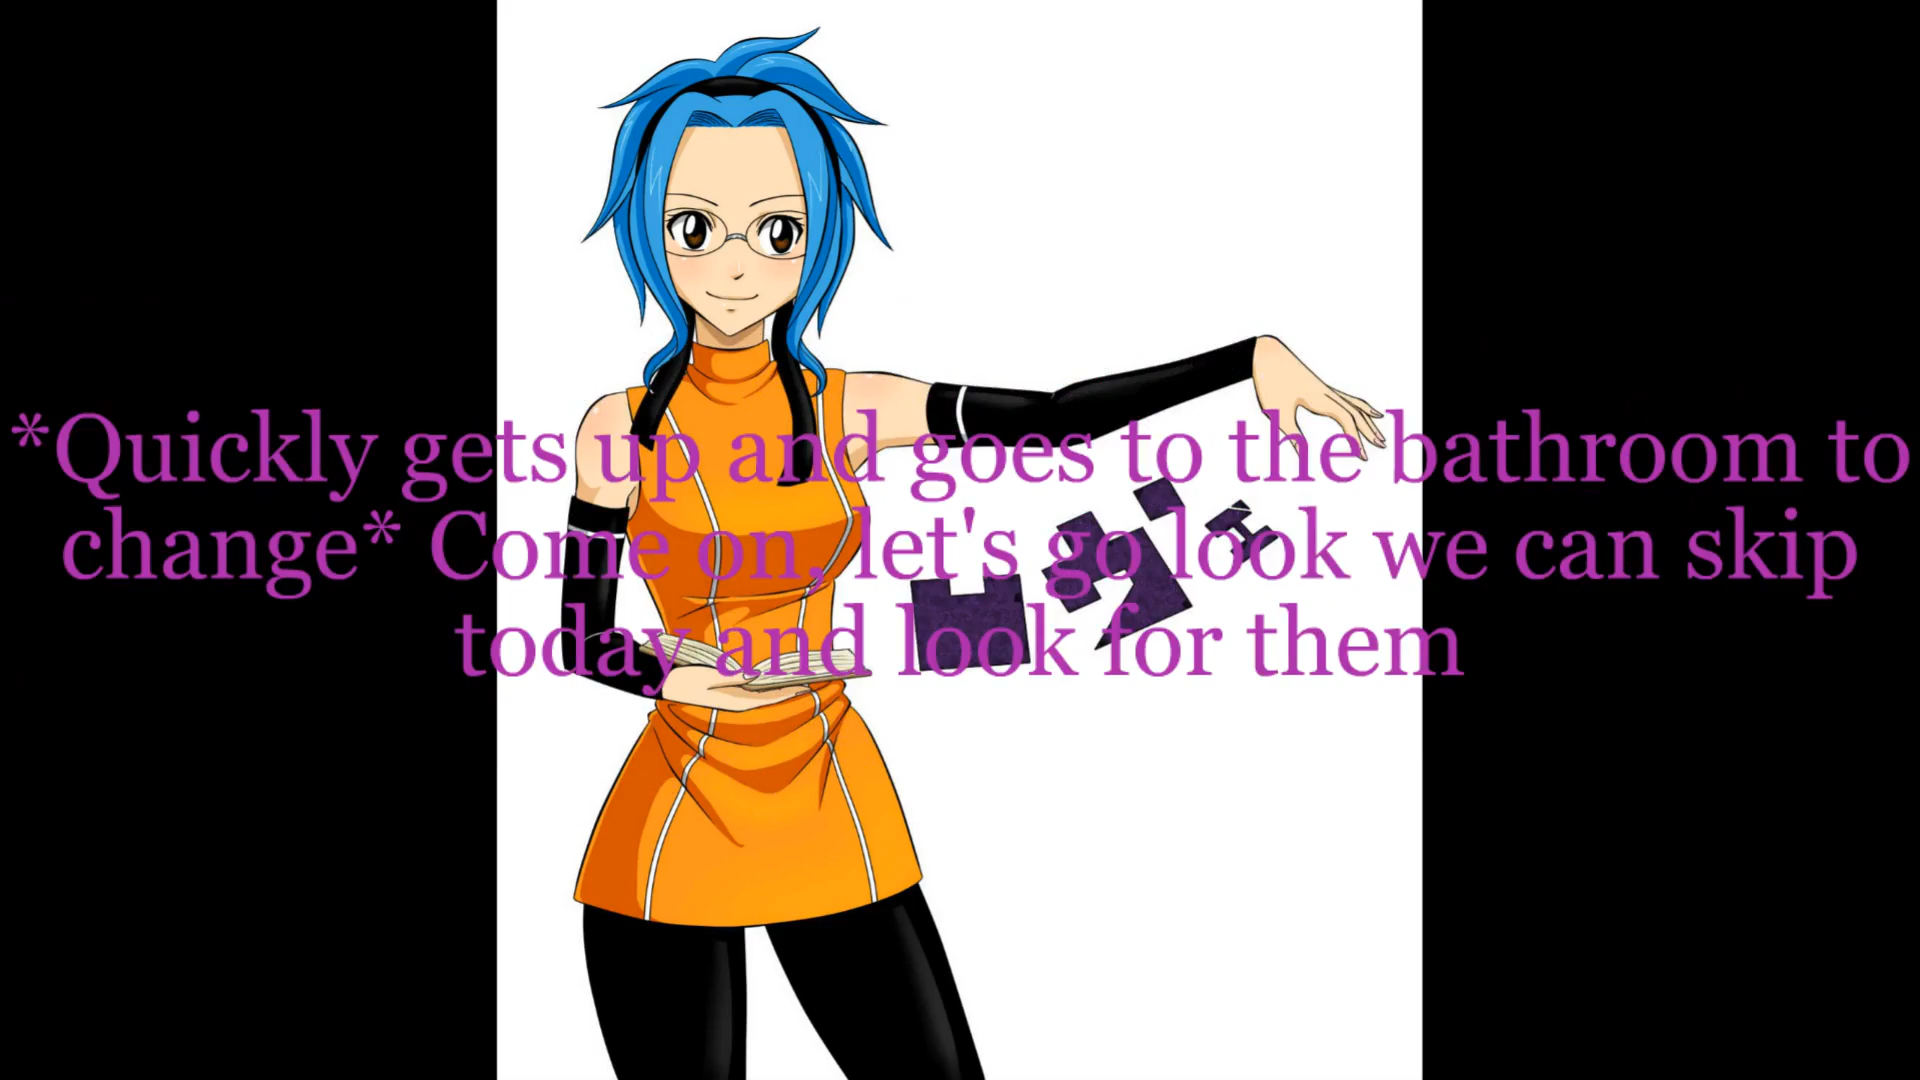 *Quickly gets up and goes to the bathroom to
change* Come on, let's go look we can skip
today and look for them